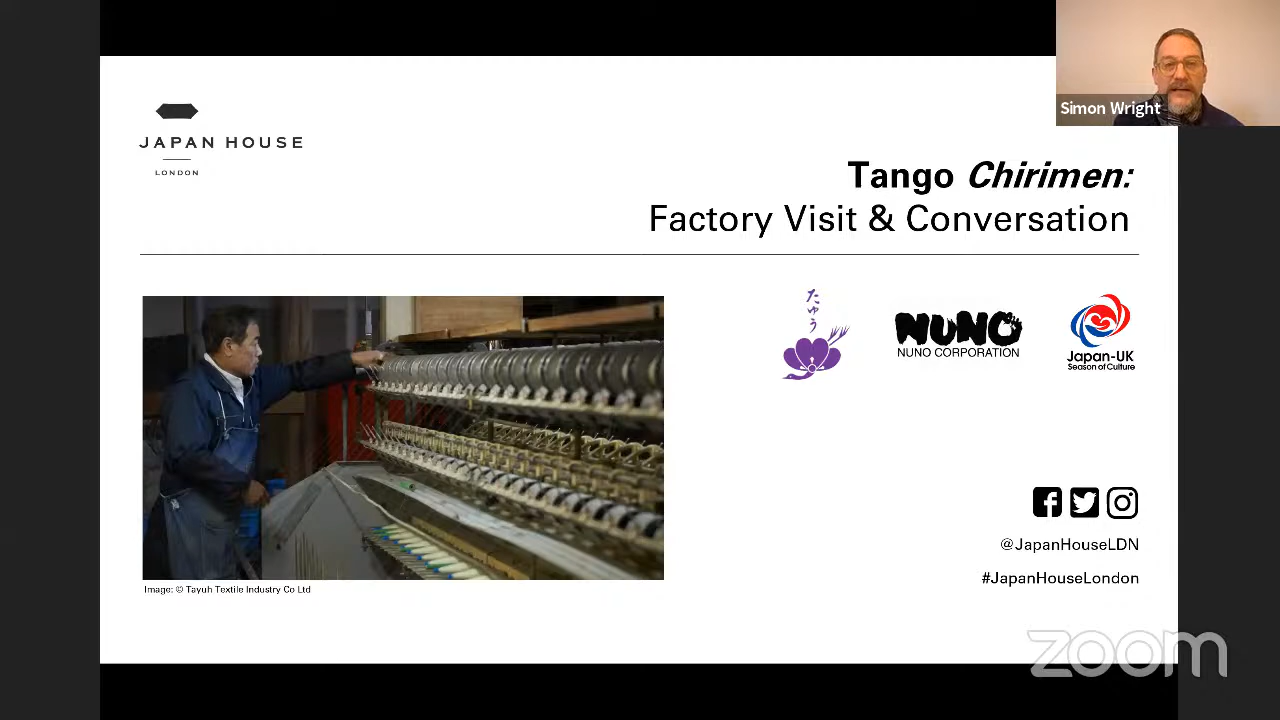 Simon Wright
JAPAN HOUSE
LONDON
Tango Chirimen:
Factory Visit & Conversation
たゆう
NUNO
NUNO CORPORATION
Japan-UK
Season of Culture
Image: © Tayuh Textile Industry Co Ltd
@JapanHouseLDN
#JapanHouseLondon
zoom